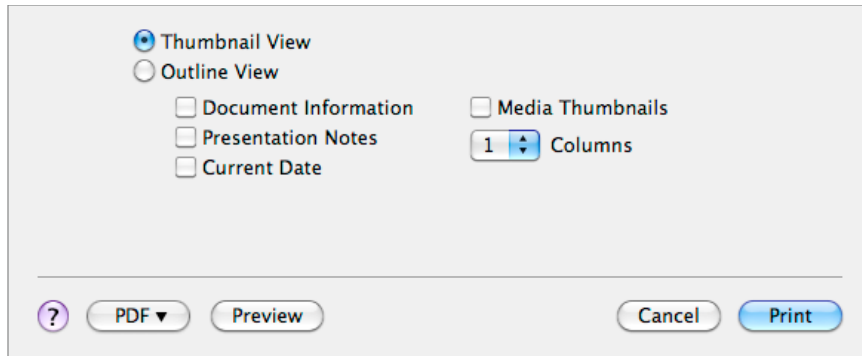 Thumbnail View
Outline View
Document Information
Media Thumbnails
Presentation Notes
1 Columns
Current Date
? PDF ▼ Preview Cancel Print